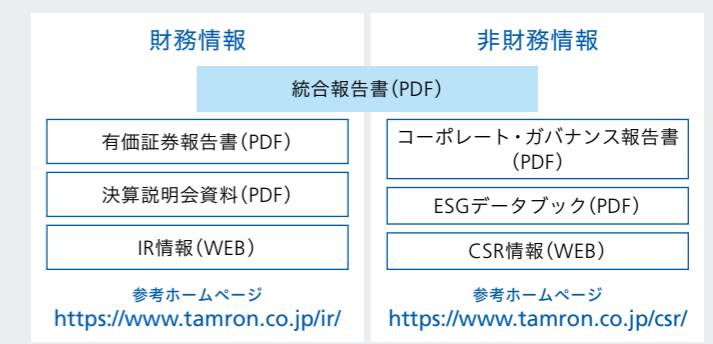 財務情報
非財務情報
統合報告書(PDF)
有価証券報告書(PDF)
決算説明会資料(PDF)
IR情報(WEB)
参考ホームページ
https://www.tamron.co.jp/ir/
コーポレート・ガバナンス報告書
(PDF)
ESGデータブック(PDF)
CSR情報(WEB)
参考ホームページ
https://www.tamron.co.jp/csr/